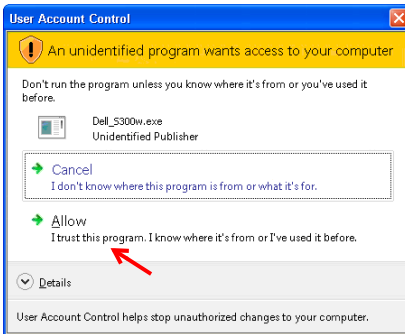 User Account Control
An unidentified program wants access to your computer
Don't run the program unless you know where it's from or you've used it
before.
Dell_S300w.exe
Unidentified Publisher
Cancel
I don't know where this program is from or what it's for.
Allow
I trust this program. I know where it's from or I've used it before.
Details
User Account Control helps stop unauthorized changes to your computer.